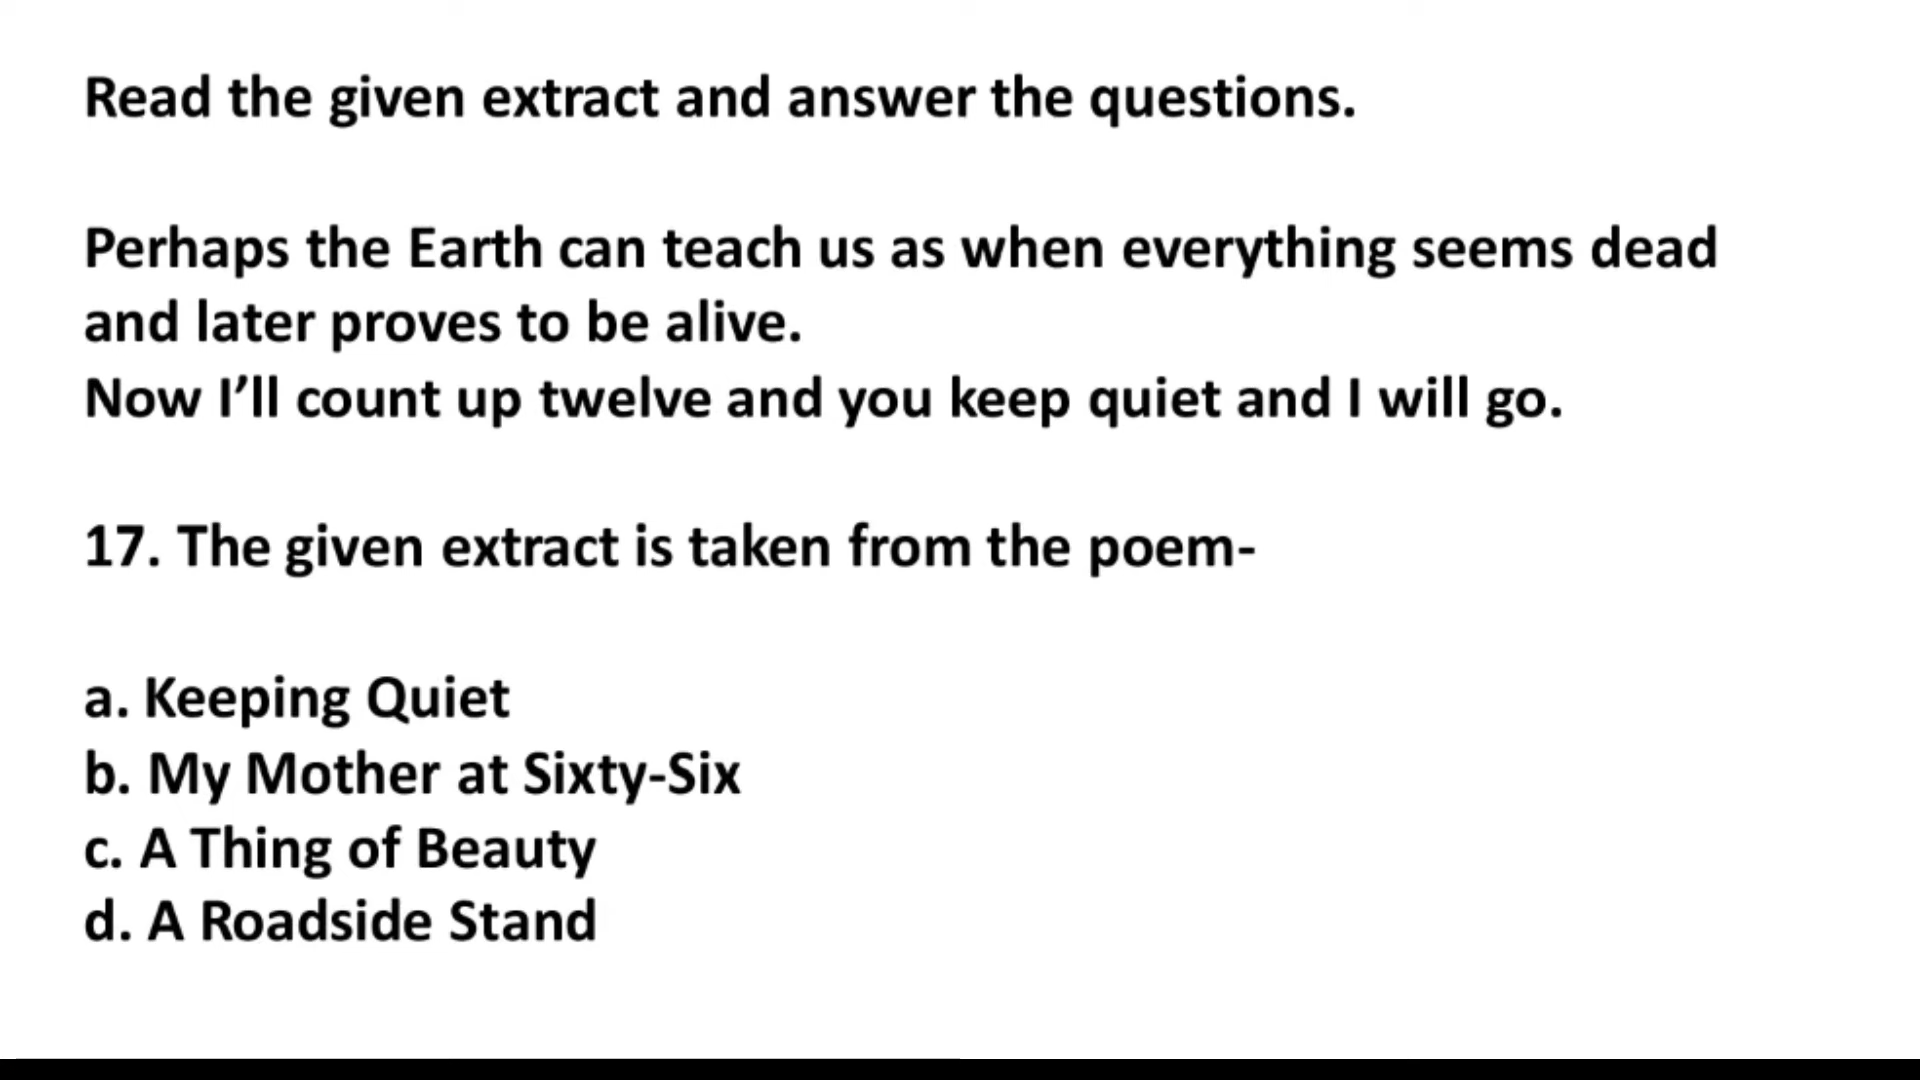 Read the given extract and answer the questions.
Perhaps the Earth can teach us as when everything seems dead
and later proves to be alive.
Now I’ll count up twelve and you keep quiet and I will go.
17. The given extract is taken from the poem-
a. Keeping Quiet
b. My Mother at Sixty-Six
c. A Thing of Beauty
d. A Roadside Stand